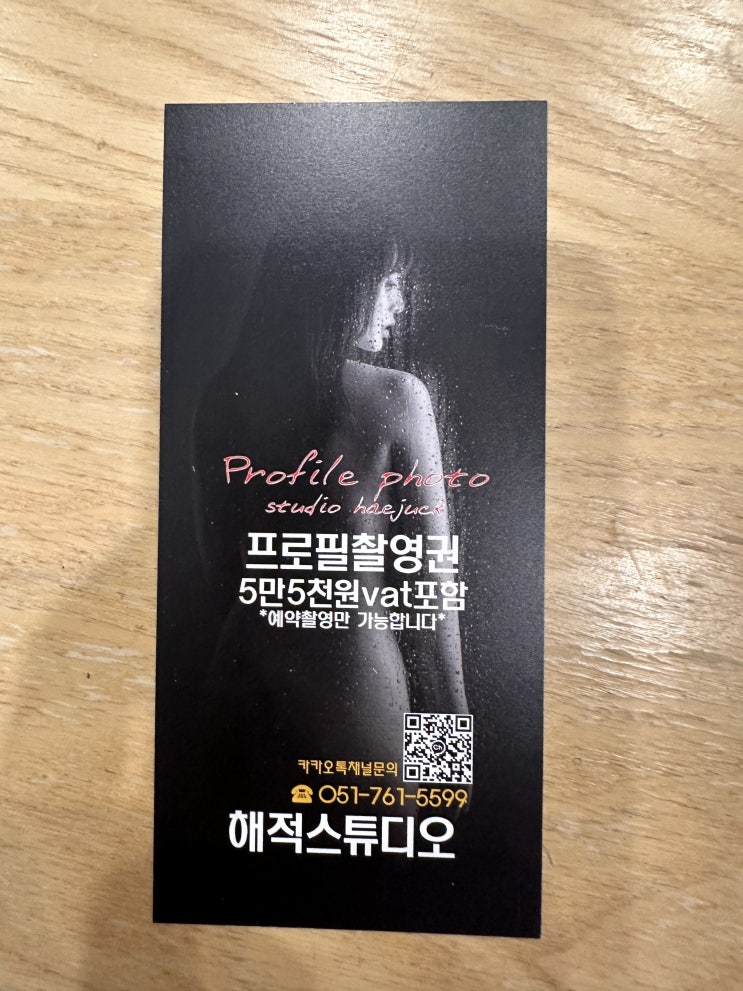 Profile photo
studio haejuck
프로필촬영권
5만5천원vat포함
*예약촬영만 가능합니다*
카카오톡채널문의
Ch
☎ 051-761-5599
해적스튜디오